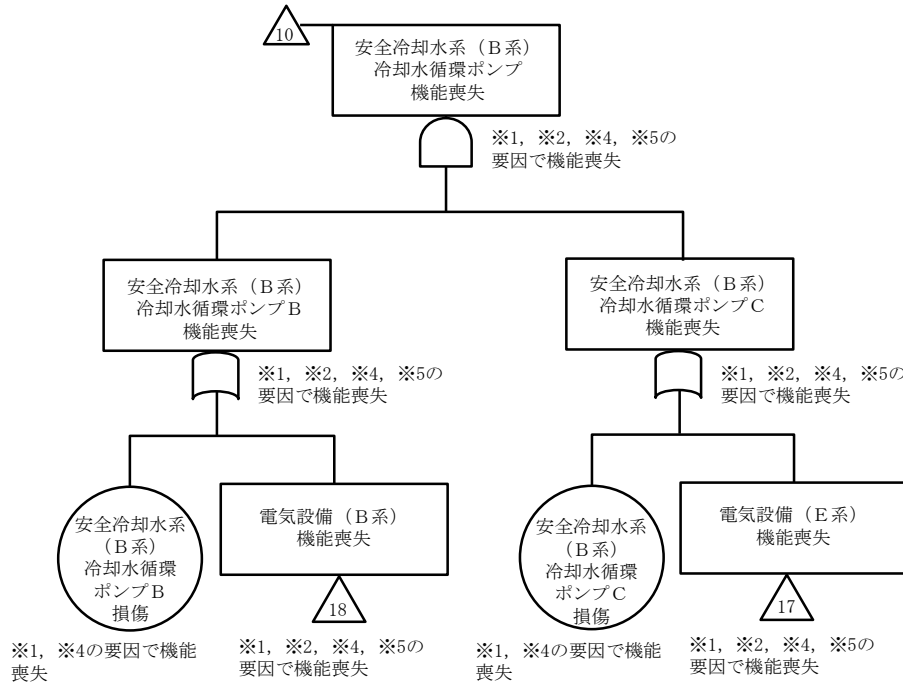 10
安全冷却水系（Ｂ系）
冷却水循環ポンプ
機能喪失
※1，※2，※4，※5の
要因で機能喪失
安全冷却水系（Ｂ系）
冷却水循環ポンプＢ
機能喪失
※1，※2，※4，※5の
要因で機能喪失
安全冷却水系（Ｂ系）
冷却水循環ポンプＣ
機能喪失
※1，※2，※4，※5の
要因で機能喪失
安全冷却水系
（Ｂ系）
冷却水循環
ポンプＢ
損傷
※1，※4の要因で機能
喪失
電気設備（Ｂ系）
機能喪失
18
※1，※2，※4，※5の
要因で機能喪失
安全冷却水系
（Ｂ系）
冷却水循環
ポンプＣ
損傷
※1，※4の要因で機能
喪失
電気設備（Ｅ系）
機能喪失
17
※1，※2，※4，※5の
要因で機能喪失